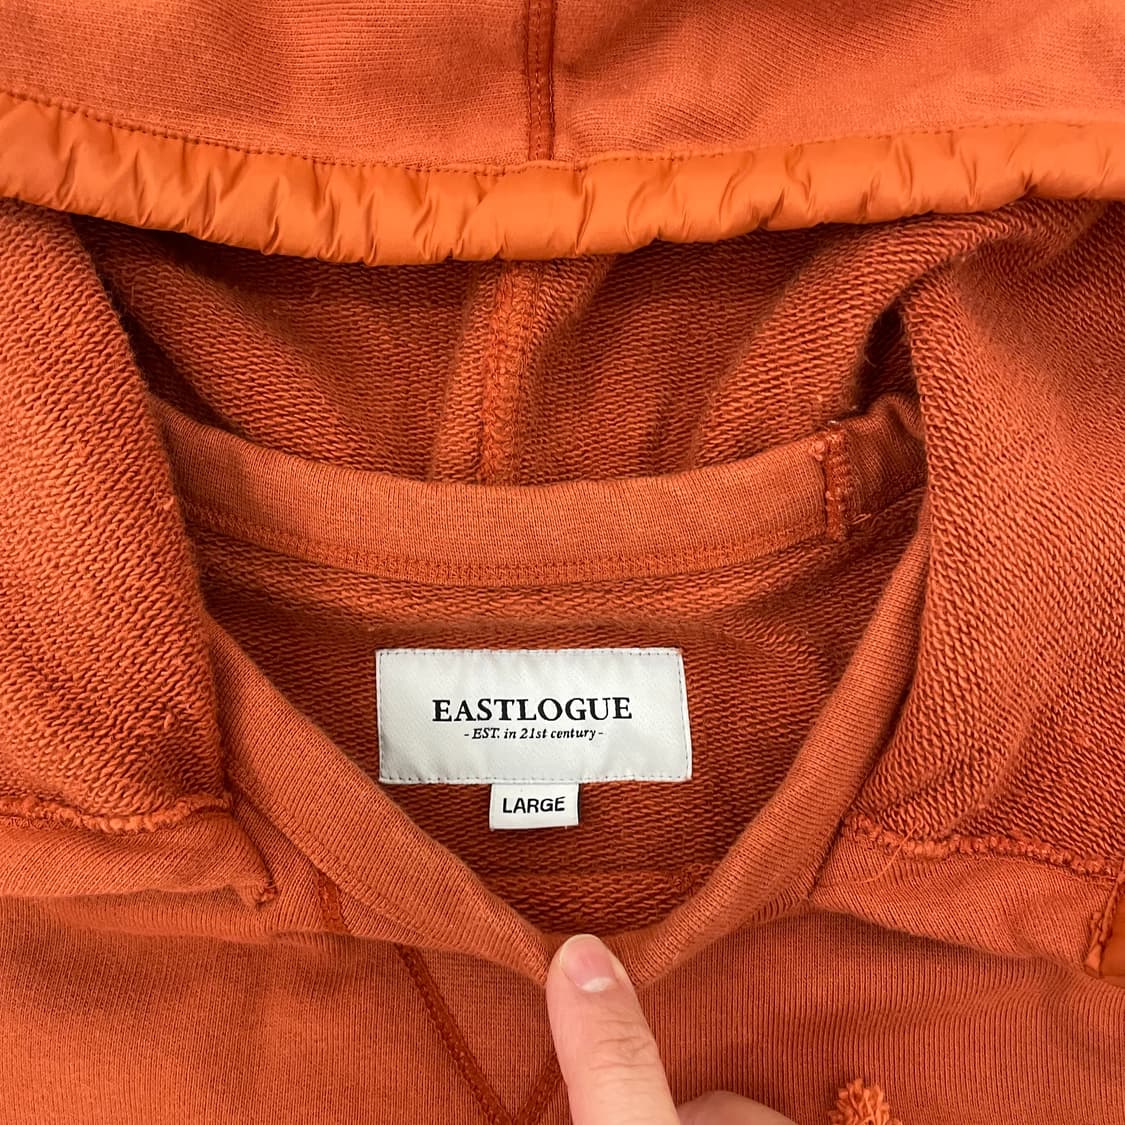 EASTLOGUE
- EST. in 21st century -
LARGE